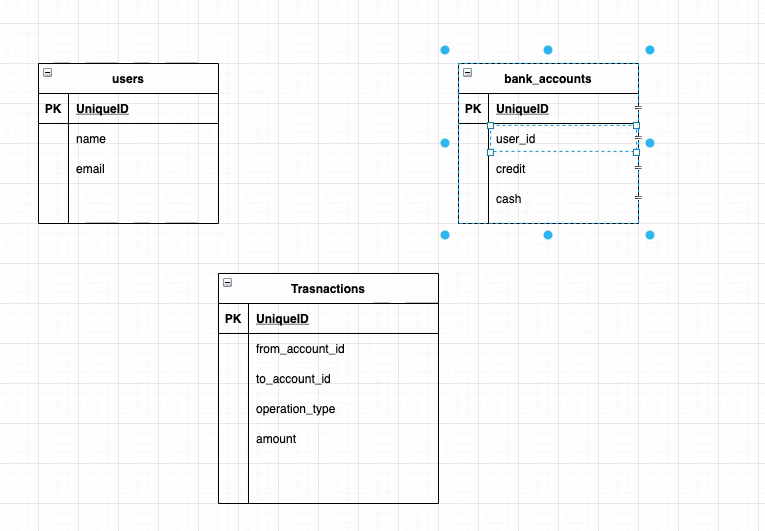 users
PK UniqueID
name
email
bank_accounts
PK UniqueID
user_id
credit
cash
Trasnactions
PK UniqueID
from_account_id
to_account_id
operation_type
amount